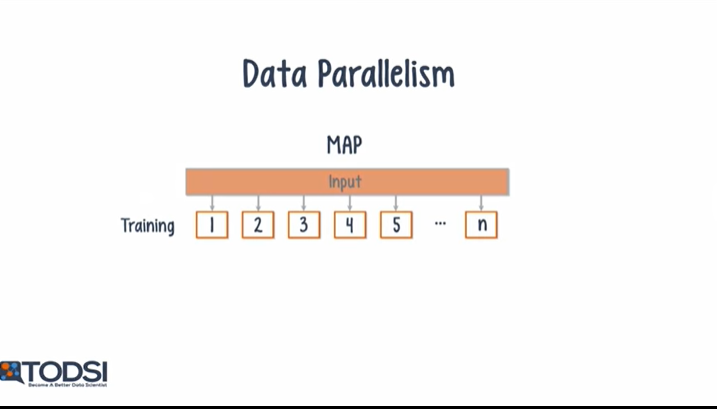 Data Parallelism
MAP
Input
Training 1 2 3 4 5 ... n
TODSI
Become A Better Data Scientist